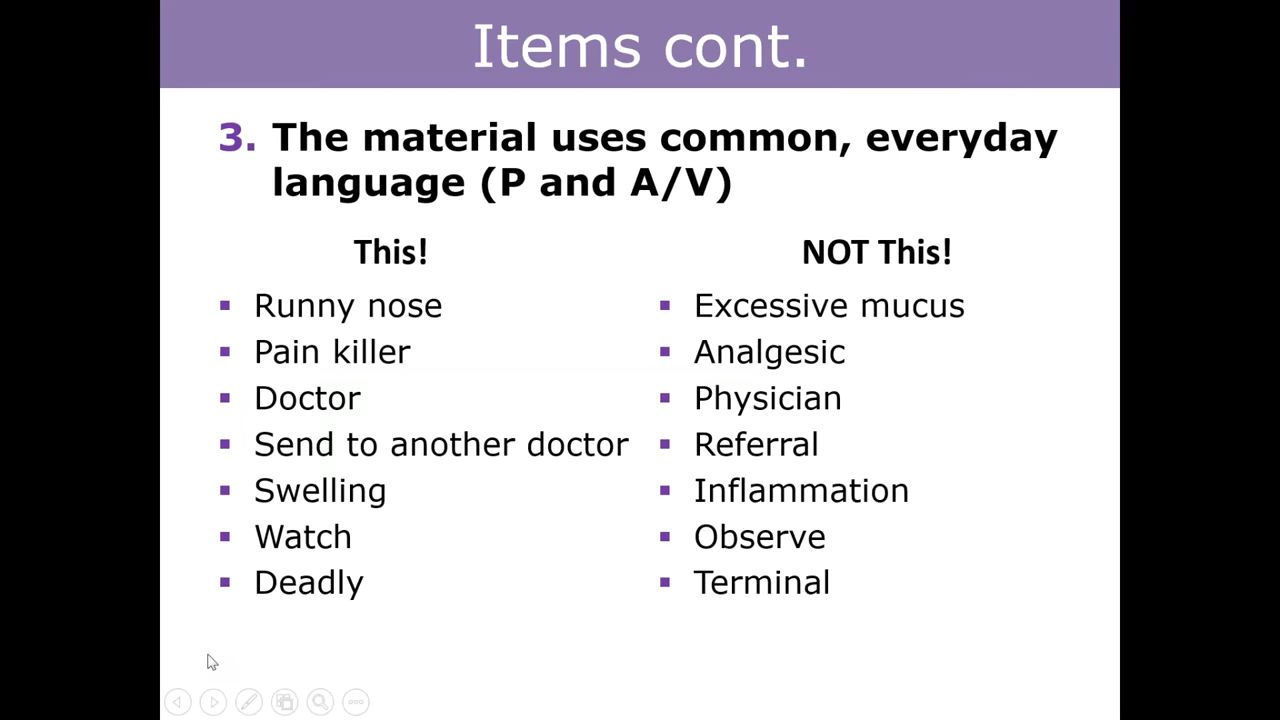 Items cont.
3. The material uses common, everyday
language (P and A/V)
This!
▪ Runny nose
▪ Pain killer
▪ Doctor
▪ Send to another doctor
▪ Swelling
▪ Watch
▪ Deadly
NOT This!
▪ Excessive mucus
▪ Analgesic
▪ Physician
▪ Referral
▪ Inflammation
▪ Observe
▪ Terminal